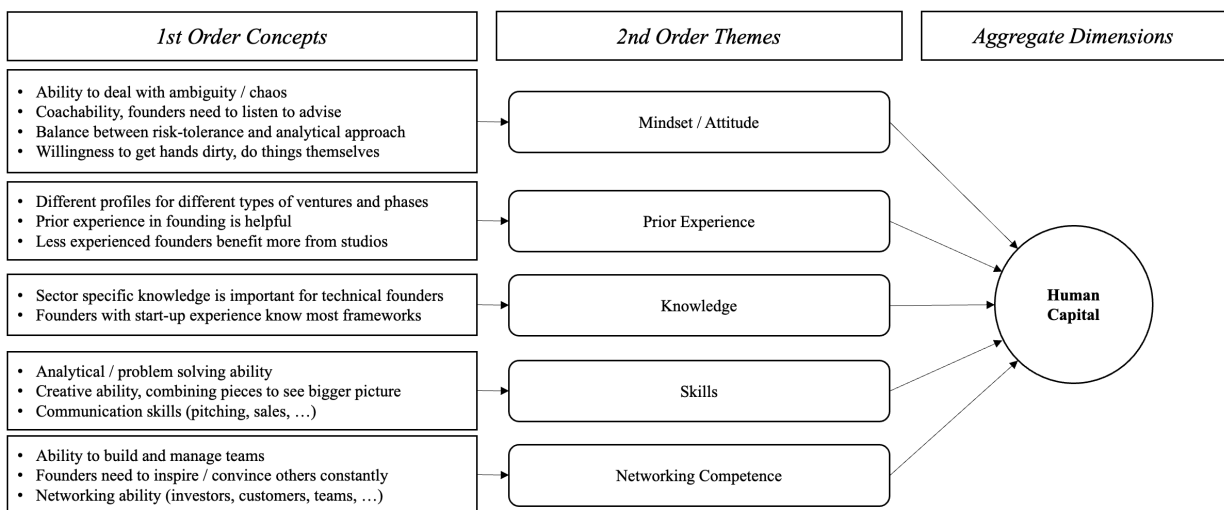 1st Order Concepts
2nd Order Themes
Aggregate Dimensions
• Ability to deal with ambiguity / chaos
• Coachability, founders need to listen to advise
• Balance between risk-tolerance and analytical approach
• Willingness to get hands dirty, do things themselves
Mindset / Attitude
• Different profiles for different types of ventures and phases
• Prior experience in founding is helpful
• Less experienced founders benefit more from studios
Prior Experience
• Sector specific knowledge is important for technical founders
• Founders with start-up experience know most frameworks
Knowledge
• Analytical / problem solving ability
• Creative ability, combining pieces to see bigger picture
• Communication skills (pitching, sales, …)
Skills
• Ability to build and manage teams
• Founders need to inspire / convince others constantly
• Networking ability (investors, customers, teams, …)
Networking Competence
Human
Capital